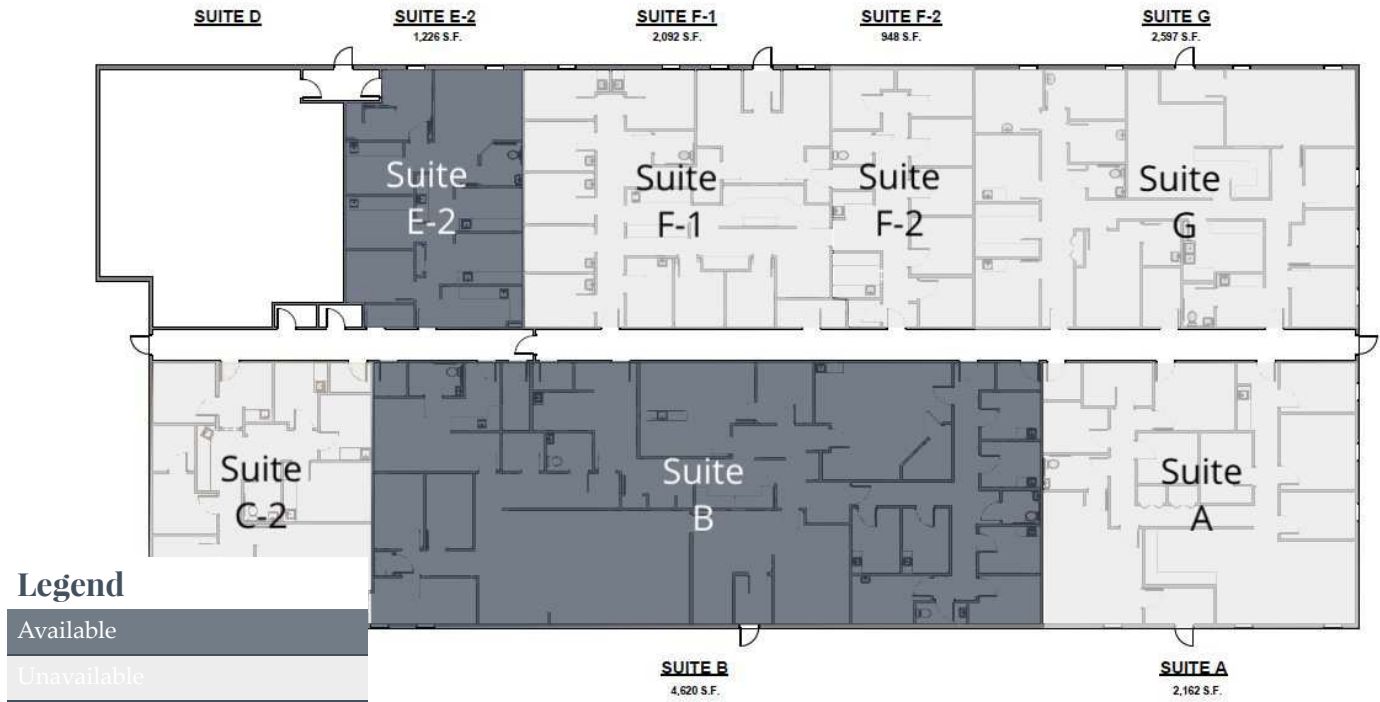 SUITE D
SUITE E-2
1,226 S.F.
SUITE F-1
2,092 S.F.
SUITE F-2
948 S.F.
SUITE G
2,597 S.F.
Suite
E-2
Suite
F-1
Suite
F-2
Suite
G
Suite
C-2
Suite
B
Suite
A
Legend
Available
Unavailable
SUITE B
4,620 S.F.
SUITE A
2,162 S.F.